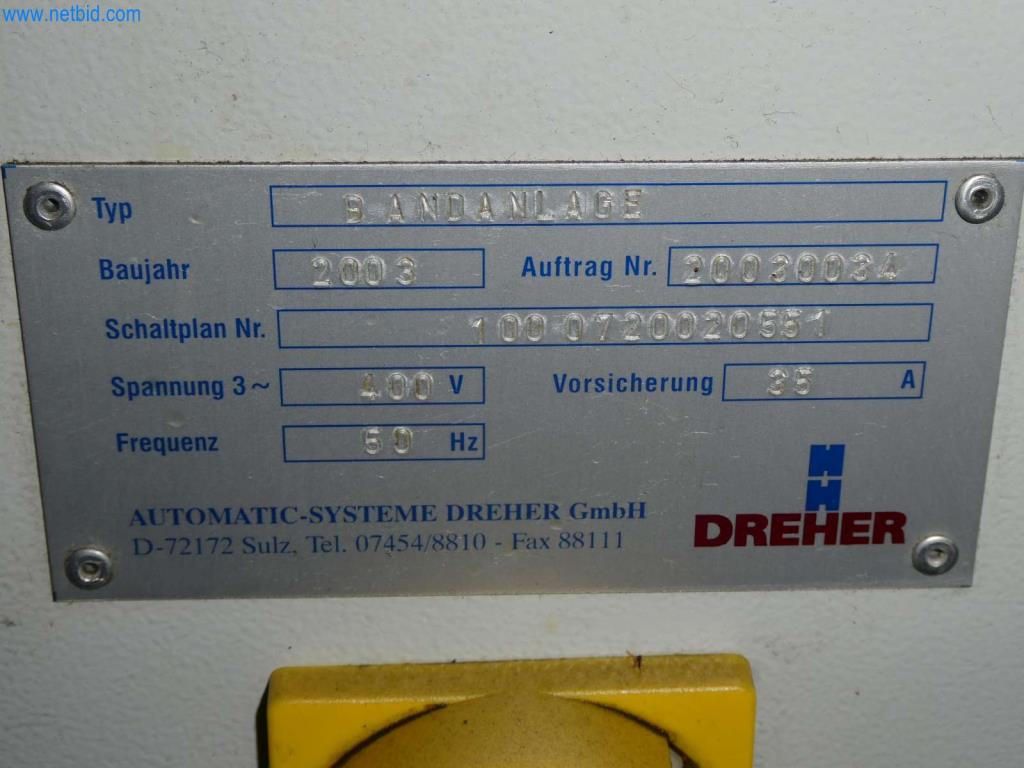 www.netbid.com
Typ BANDANLAGE
Baujahr 2003 Auftrag Nr. 20030034
Schaltplan Nr. 100 0720020551
Spannung 3~ 400 V Vorsicherung 35 A
Frequenz 50 Hz
AUTOMATIC-SYSTEME DREHER GmbH
D-72172 Sulz, Tel. 07454/8810 - Fax 88111
DREHER